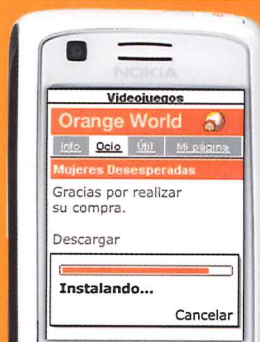 NOKIA
Videojuegos
Orange World
Info Ocio Útil Mi página
Mujeres Desesperadas
Gracias por realizar
su compra.
Descargar
Instalando...
Cancelar